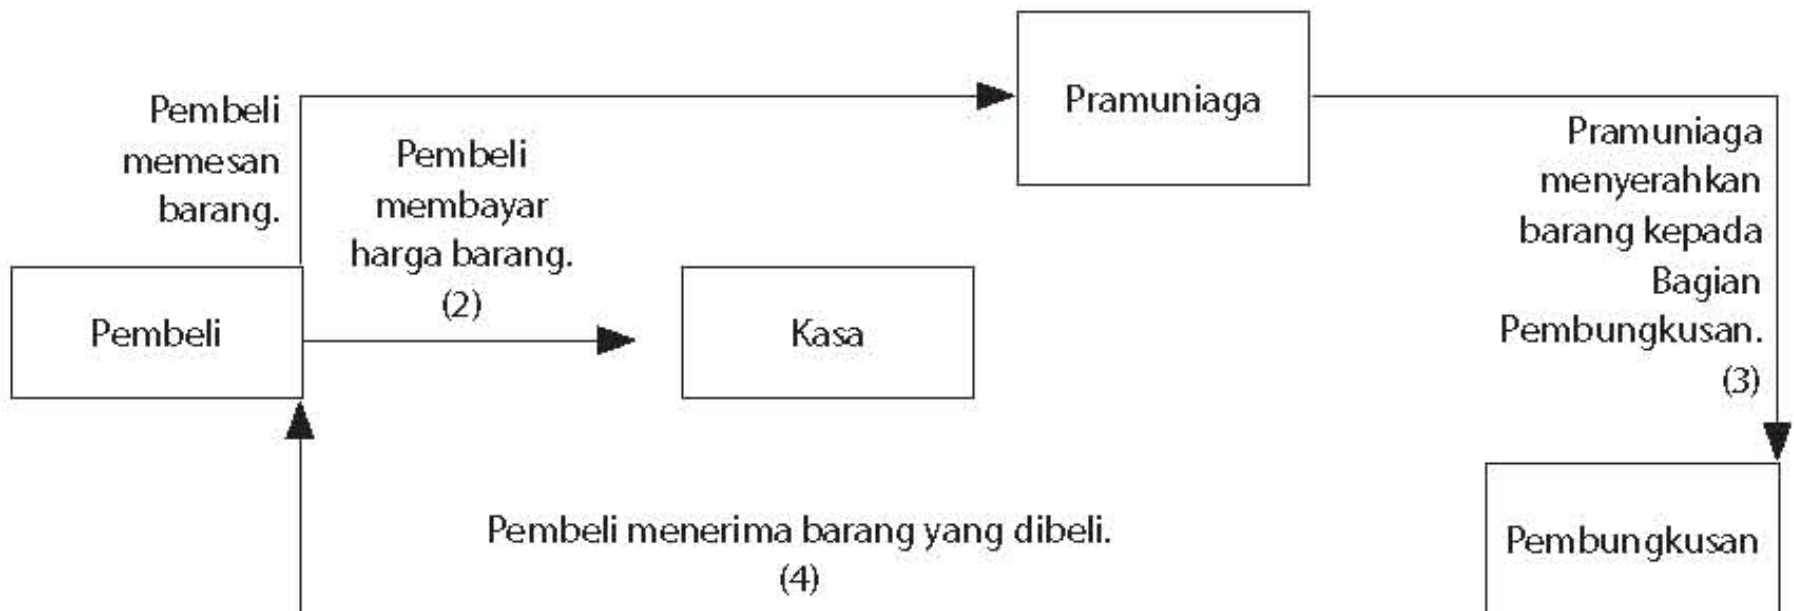 Pembeli
memesan
barang.
Pembeli
membayar
harga barang.
(2)
Pramuniaga
Pramuniaga
menyerahkan
barang kepada
Bagian
Pembungkusan.
(3)
Pembeli
Kasa
Pembeli menerima barang yang dibeli.
(4)
Pembungkusan